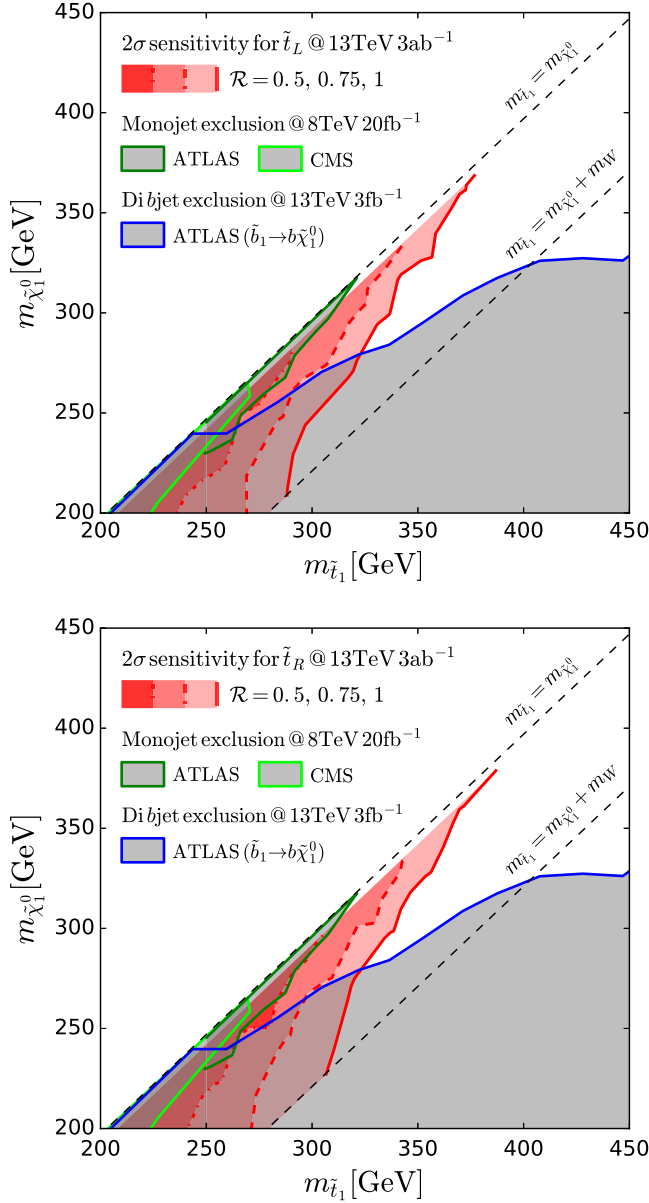 2σ sensitivity for t̃_L @ 13TeV 3ab⁻¹
ℛ = 0.5, 0.75, 1
Monojet exclusion @ 8TeV 20fb⁻¹
ATLAS CMS
Di bjet exclusion @ 13TeV 3fb⁻¹
ATLAS (b̃₁→bχ̃₁⁰)
m_t̃₁ = m_χ̃₁⁰
m_t̃₁ = m_χ̃₁⁰ + m_W
450
400
350
300
250
200
m_χ̃₁⁰ [GeV]
200 250 300 350 400 450
m_t̃₁ [GeV]
2σ sensitivity for t̃_R @ 13TeV 3ab⁻¹
ℛ = 0.5, 0.75, 1
Monojet exclusion @ 8TeV 20fb⁻¹
ATLAS CMS
Di bjet exclusion @ 13TeV 3fb⁻¹
ATLAS (b̃₁→bχ̃₁⁰)
m_t̃₁ = m_χ̃₁⁰
m_t̃₁ = m_χ̃₁⁰ + m_W
450
400
350
300
250
200
m_χ̃₁⁰ [GeV]
200 250 300 350 400 450
m_t̃₁ [GeV]